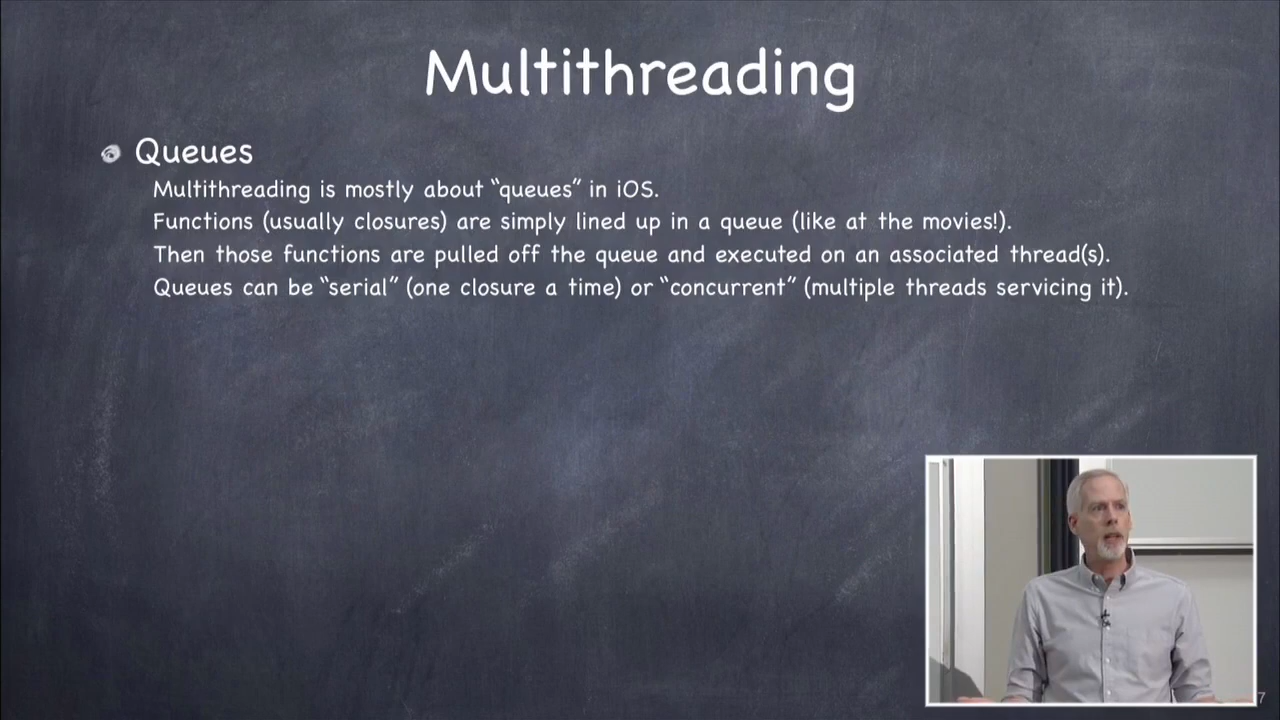 Multithreading
Queues
Multithreading is mostly about “queues” in iOS.
Functions (usually closures) are simply lined up in a queue (like at the movies!).
Then those functions are pulled off the queue and executed on an associated thread(s).
Queues can be “serial” (one closure a time) or “concurrent” (multiple threads servicing it).
7